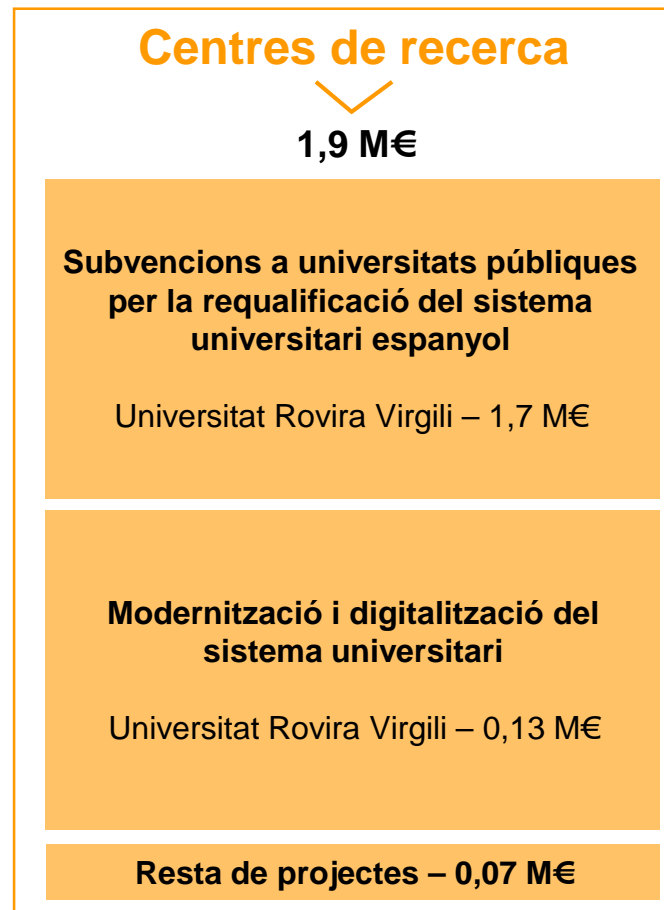 Centres de recerca
1,9 M€
Subvencions a universitats públiques
per la requalificació del sistema
universitari espanyol
Universitat Rovira Virgili – 1,7 M€
Modernització i digitalització del
sistema universitari
Universitat Rovira Virgili – 0,13 M€
Resta de projectes – 0,07 M€